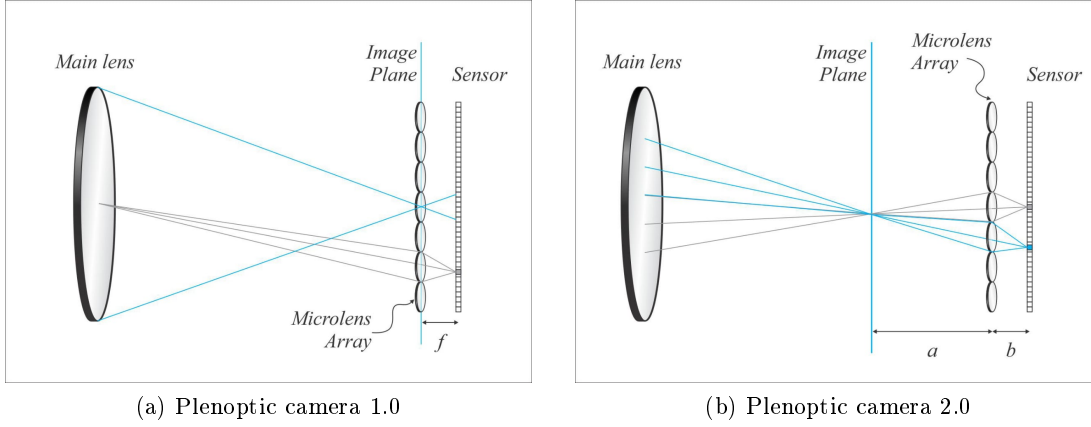 Main lens
Image
Plane
Sensor
Microlens
Array
f
(a) Plenoptic camera 1.0
Main lens
Image
Plane
Microlens
Array
Sensor
a
b
(b) Plenoptic camera 2.0